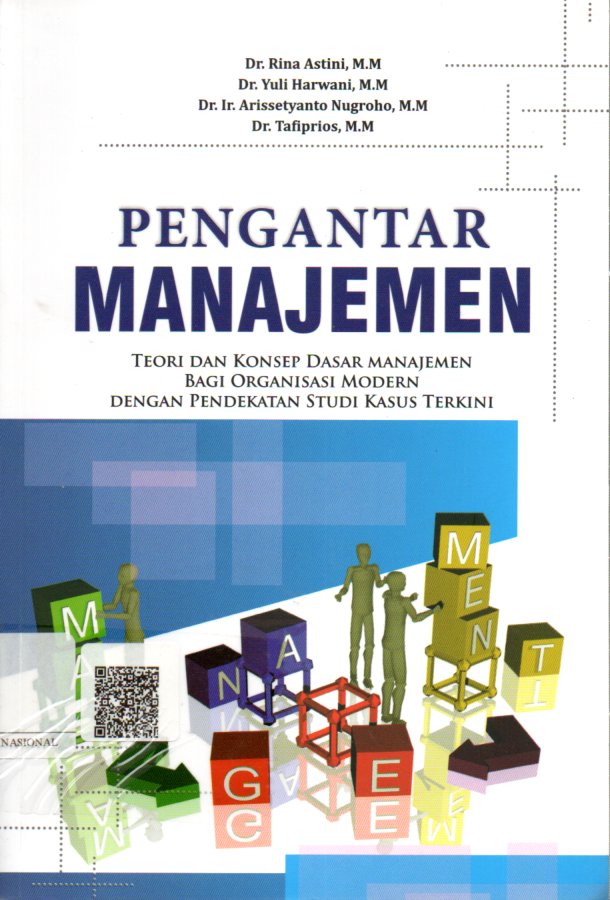 Dr. Rina Astini, M.M
Dr. Yuli Harwani, M.M
Dr. Ir. Arissetyanto Nugroho, M.M
Dr. Tafiprios, M.M
PENGANTAR
MANAJEMEN
TEORI DAN KONSEP DASAR MANAJEMEN
BAGI ORGANISASI MODERN
DENGAN PENDEKATAN STUDI KASUS TERKINI
M
A
N
A
G
E
M
E
N
T
NASIONAL